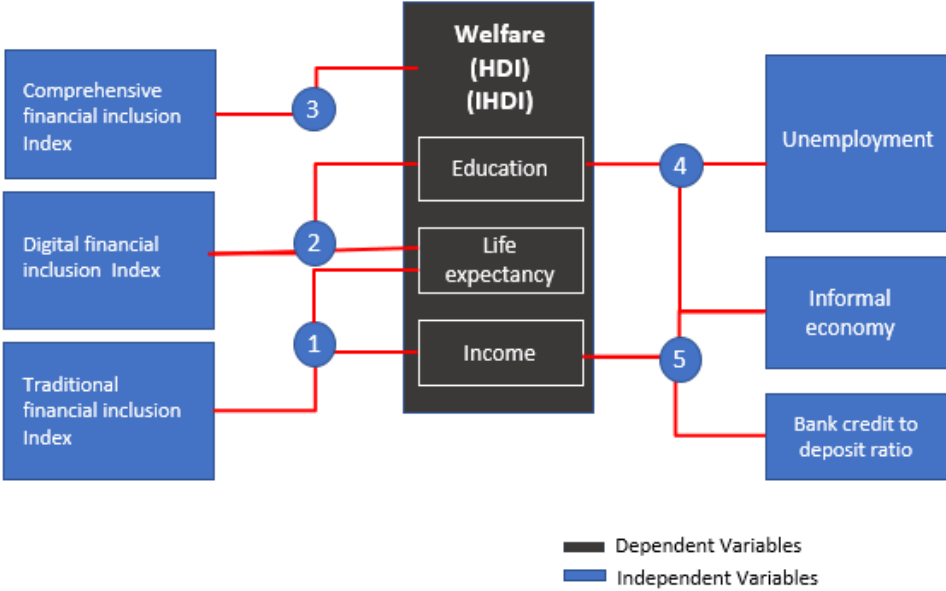 Comprehensive
financial inclusion
Index
Digital financial
inclusion Index
Traditional
financial inclusion
Index
3
2
1
Welfare
(HDI)
(IHDI)
Education
Life
expectancy
Income
4
5
Unemployment
Informal
economy
Bank credit to
deposit ratio
Dependent Variables
Independent Variables